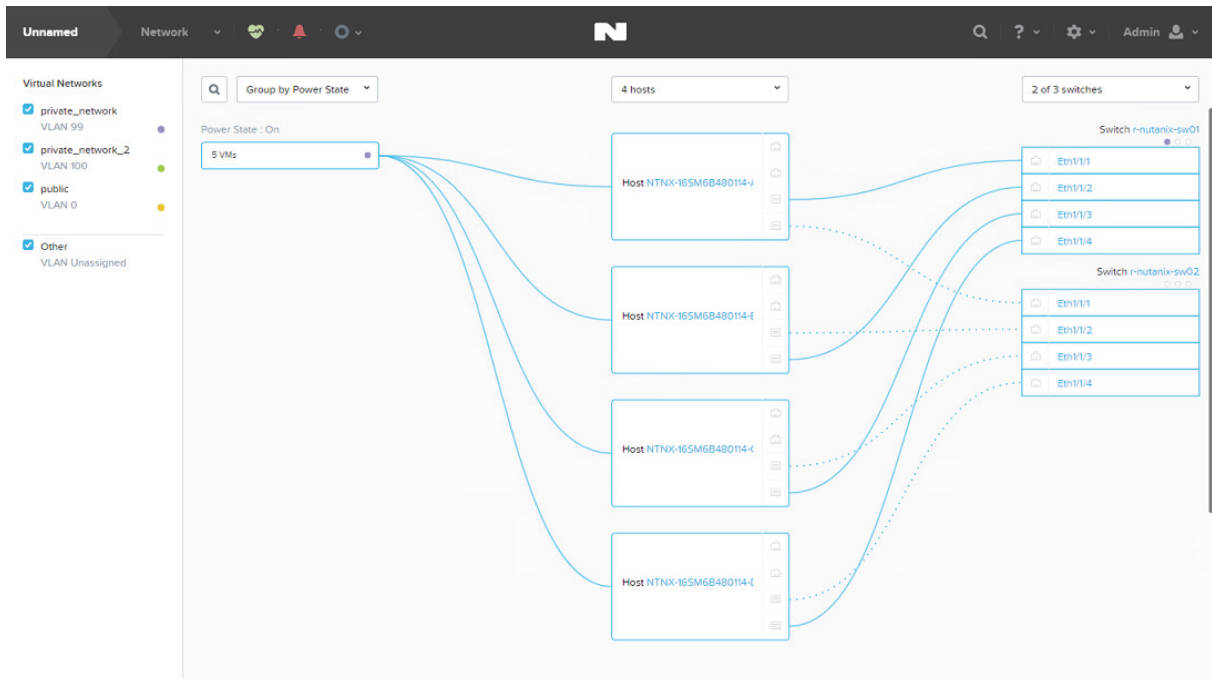 Unnamed
Network
? 
Admin
Virtual Networks
private_network
VLAN 99
private_network_2
VLAN 100
public
VLAN 0
Other
VLAN Unassigned
Group by Power State
4 hosts
2 of 3 switches
Power State : On
5 VMs
Host NTNX-16SM6B480114-
Host NTNX-16SM6B480114-
Host NTNX-16SM6B480114-
Host NTNX-16SM6B480114-
Switch r-nutanix-sw01
Eth1/1/1
Eth1/1/2
Eth1/1/3
Eth1/1/4
Switch r-nutanix-sw02
Eth1/1/1
Eth1/1/2
Eth1/1/3
Eth1/1/4